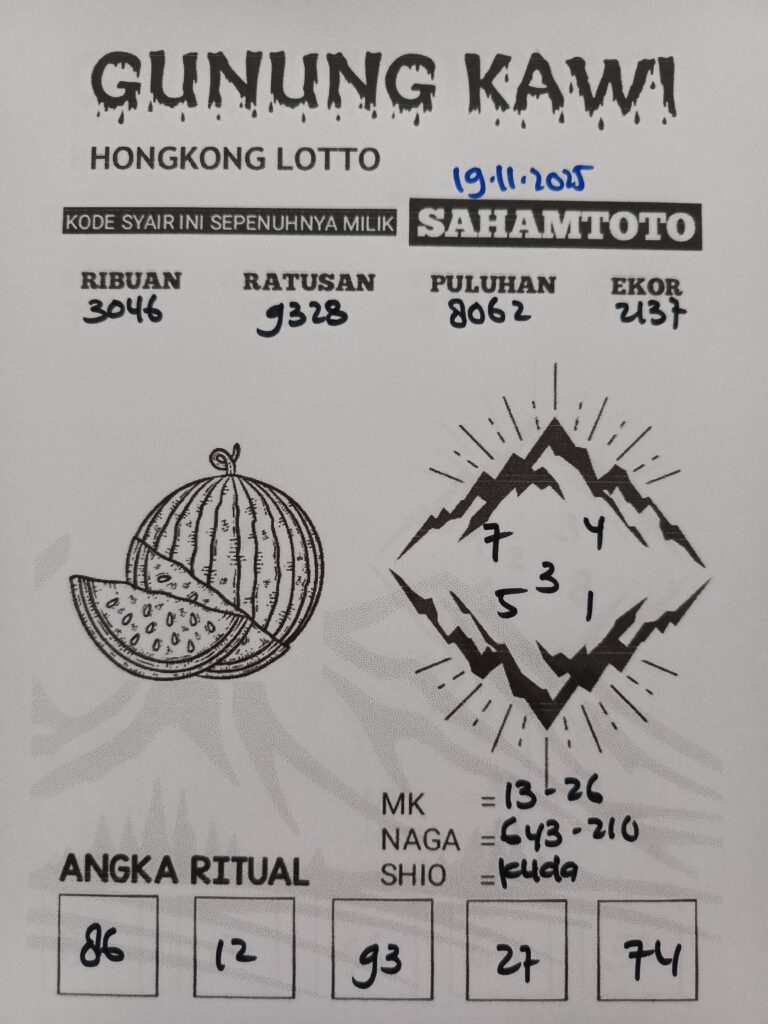 GUNUNG KAWI
HONGKONG LOTTO
19.11.2025
KODE SYAIR INI SEPENUHNYA MILIK SAHAMTOTO
RIBUAN RATUSAN PULUHAN EKOR
3046 9328 8062 2137
7 4
3
5 1
MK = 13-26
NAGA = 643-210
SHIO = kuda
ANGKA RITUAL
86 12 93 27 74